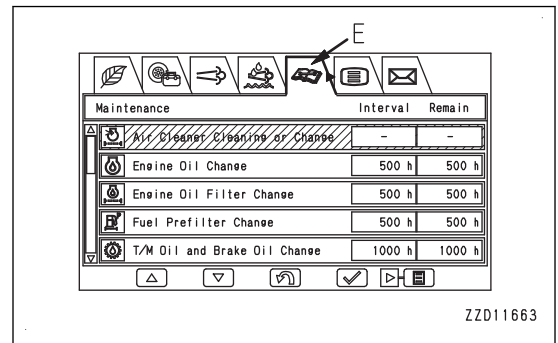 E
Maintenance Interval Remain
Air Cleaner Cleaning or Change - -
Engine Oil Change 500 h 500 h
Engine Oil Filter Change 500 h 500 h
Fuel Prefilter Change 500 h 500 h
T/M Oil and Brake Oil Change 1000 h 1000 h
ZZD11663